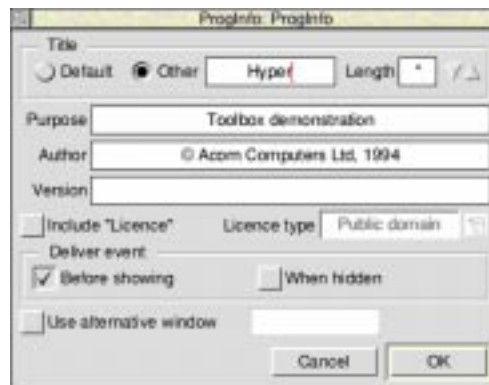 ProgInfo: ProgInfo
Title
Default Other Hyper Length *
Purpose Toolbox demonstration
Author © Acorn Computers Ltd, 1994
Version
Include "Licence" Licence type Public domain
Deliver event
Before showing When hidden
Use alternative window
Cancel OK